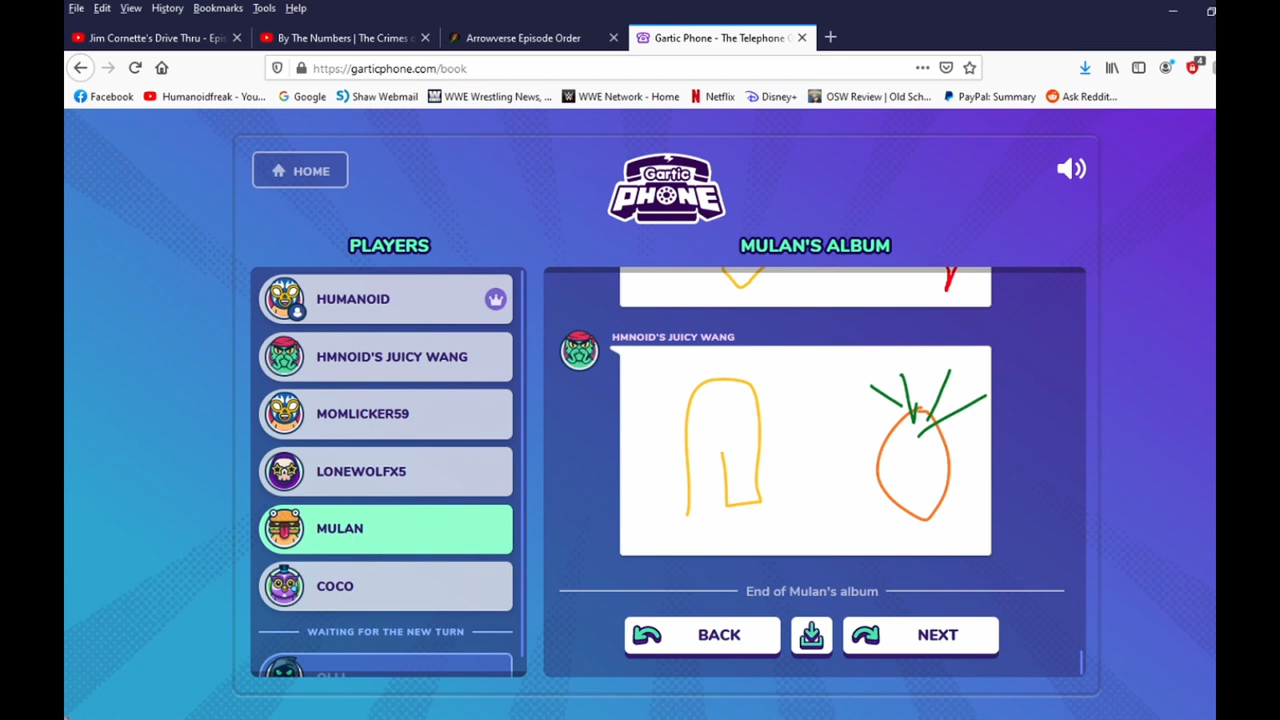 File Edit View History Bookmarks Tools Help
Jim Cornette's Drive Thru - Epis By The Numbers | The Crimes o Arrowverse Episode Order Gartic Phone - The Telephone G
https://garticphone.com/book
4
Facebook Humanoidfreak - You... Google Shaw Webmail WWE Wrestling News, ... WWE Network - Home Netflix Disney+ OSW Review | Old Sch... PayPal: Summary Ask Reddit...
HOME
Gartic
PHONE
PLAYERS
MULAN'S ALBUM
HUMANOID
HMNOID'S JUICY WANG
MOMLICKER59
LONEWOLFX5
MULAN
COCO
WAITING FOR THE NEW TURN
HMNOID'S JUICY WANG
End of Mulan's album
BACK
NEXT